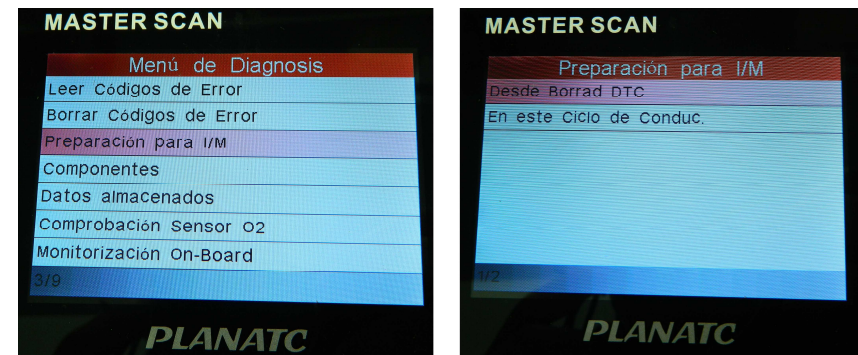 MASTER SCAN
Menú de Diagnosis
Leer Códigos de Error
Borrar Códigos de Error
Preparación para I/M
Componentes
Datos almacenados
Comprobación Sensor O2
Monitorización On-Board
3/9
PLANATC
MASTER SCAN
Preparación para I/M
Desde Borrad DTC
En este Ciclo de Conduc.
1/2
PLANATC